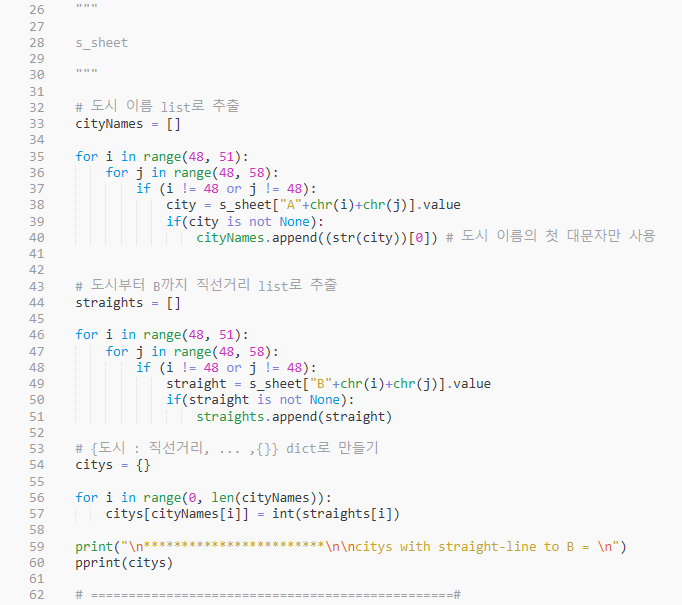 26 """
27
28 s_sheet
29
30 """
31
32 # 도시 이름 list로 추출
33 cityNames = []
34
35 for i in range(48, 51):
36     for j in range(48, 58):
37         if (i != 48 or j != 48):
38             city = s_sheet["A"+chr(i)+chr(j)].value
39             if(city is not None):
40                 cityNames.append((str(city))[0]) # 도시 이름의 첫 대문자만 사용
41
42
43 # 도시부터 B까지 직선거리 list로 추출
44 straights = []
45
46 for i in range(48, 51):
47     for j in range(48, 58):
48         if (i != 48 or j != 48):
49             straight = s_sheet["B"+chr(i)+chr(j)].value
50             if(straight is not None):
51                 straights.append(straight)
52
53 # {도시 : 직선거리, ... ,{}} dict로 만들기
54 citys = {}
55
56 for i in range(0, len(cityNames)):
57     citys[cityNames[i]] = int(straights[i])
58
59 print("\n************************\n\ncitys with straight-line to B = \n")
60 pprint(citys)
61
62 # ================================================#